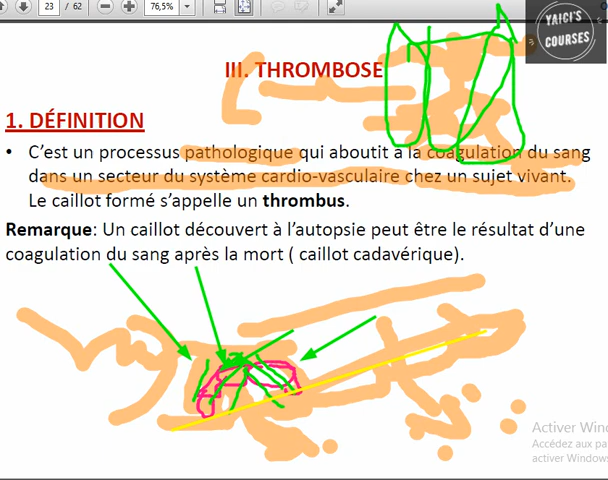 23 / 62
76,5%
YAICI'S
COURSES
III. THROMBOSE
1. DÉFINITION
• C'est un processus pathologique qui aboutit à la coagulation du sang
dans un secteur du système cardio-vasculaire chez un sujet vivant.
Le caillot formé s'appelle un thrombus.
Remarque: Un caillot découvert à l'autopsie peut être le résultat d'une
coagulation du sang après la mort ( caillot cadavérique).
Activer Win
Accédez aux pa
activer Windows